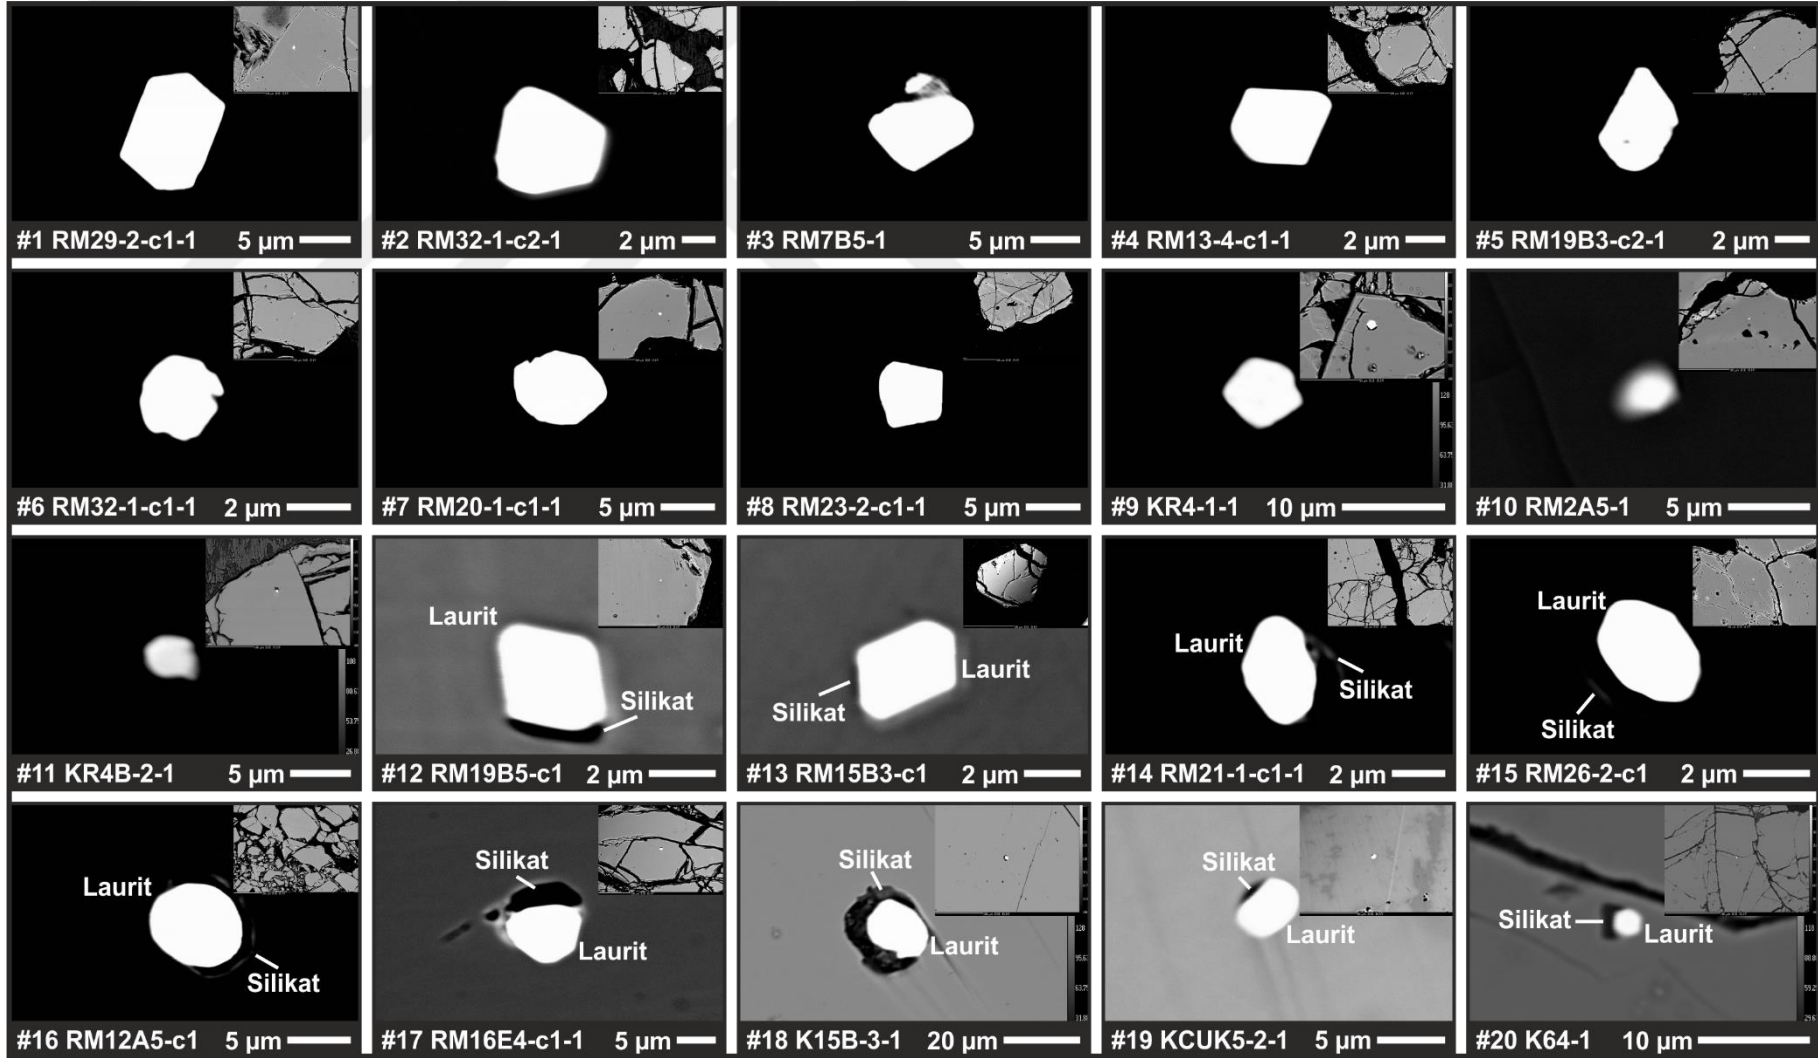 #1 RM29-2-c1-1 5 µm
#2 RM32-1-c2-1 2 µm
#3 RM7B5-1 5 µm
#4 RM13-4-c1-1 2 µm
#5 RM19B3-c2-1 2 µm
#6 RM32-1-c1-1 2 µm
#7 RM20-1-c1-1 5 µm
#8 RM23-2-c1-1 5 µm
#9 KR4-1-1 10 µm
#10 RM2A5-1 5 µm
#11 KR4B-2-1 5 µm
Laurit
Silikat
#12 RM19B5-c1 2 µm
Silikat
Laurit
#13 RM15B3-c1 2 µm
Laurit
Silikat
#14 RM21-1-c1-1 2 µm
Laurit
Silikat
#15 RM26-2-c1 2 µm
Laurit
Silikat
#16 RM12A5-c1 5 µm
Silikat
Laurit
#17 RM16E4-c1-1 5 µm
Silikat
Laurit
#18 K15B-3-1 20 µm
Silikat
Laurit
#19 KCUK5-2-1 5 µm
Silikat
Laurit
#20 K64-1 10 µm